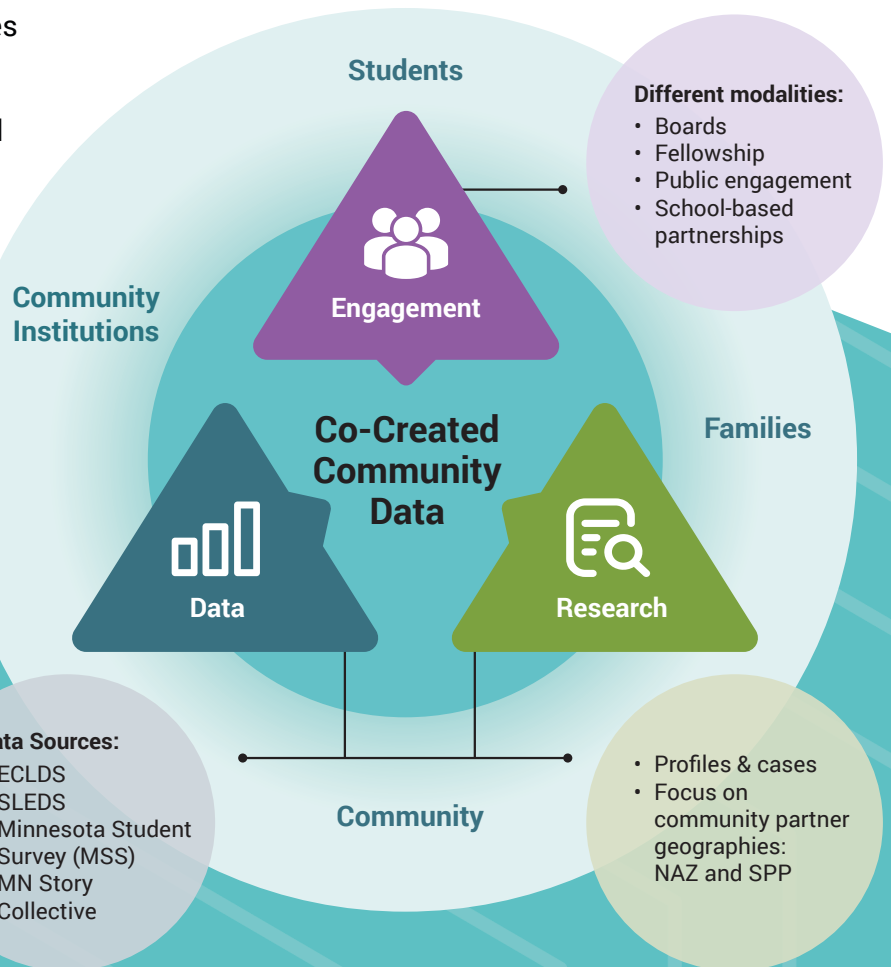 Students
Different modalities:
• Boards
• Fellowship
• Public engagement
• School-based
partnerships
Community
Institutions
Engagement
Families
Co-Created
Community
Data
Data
Research
Community
ata Sources:
ECLDS
SLEDS
Minnesota Student
Survey (MSS)
MN Story
Collective
• Profiles & cases
• Focus on
community partner
geographies:
NAZ and SPP